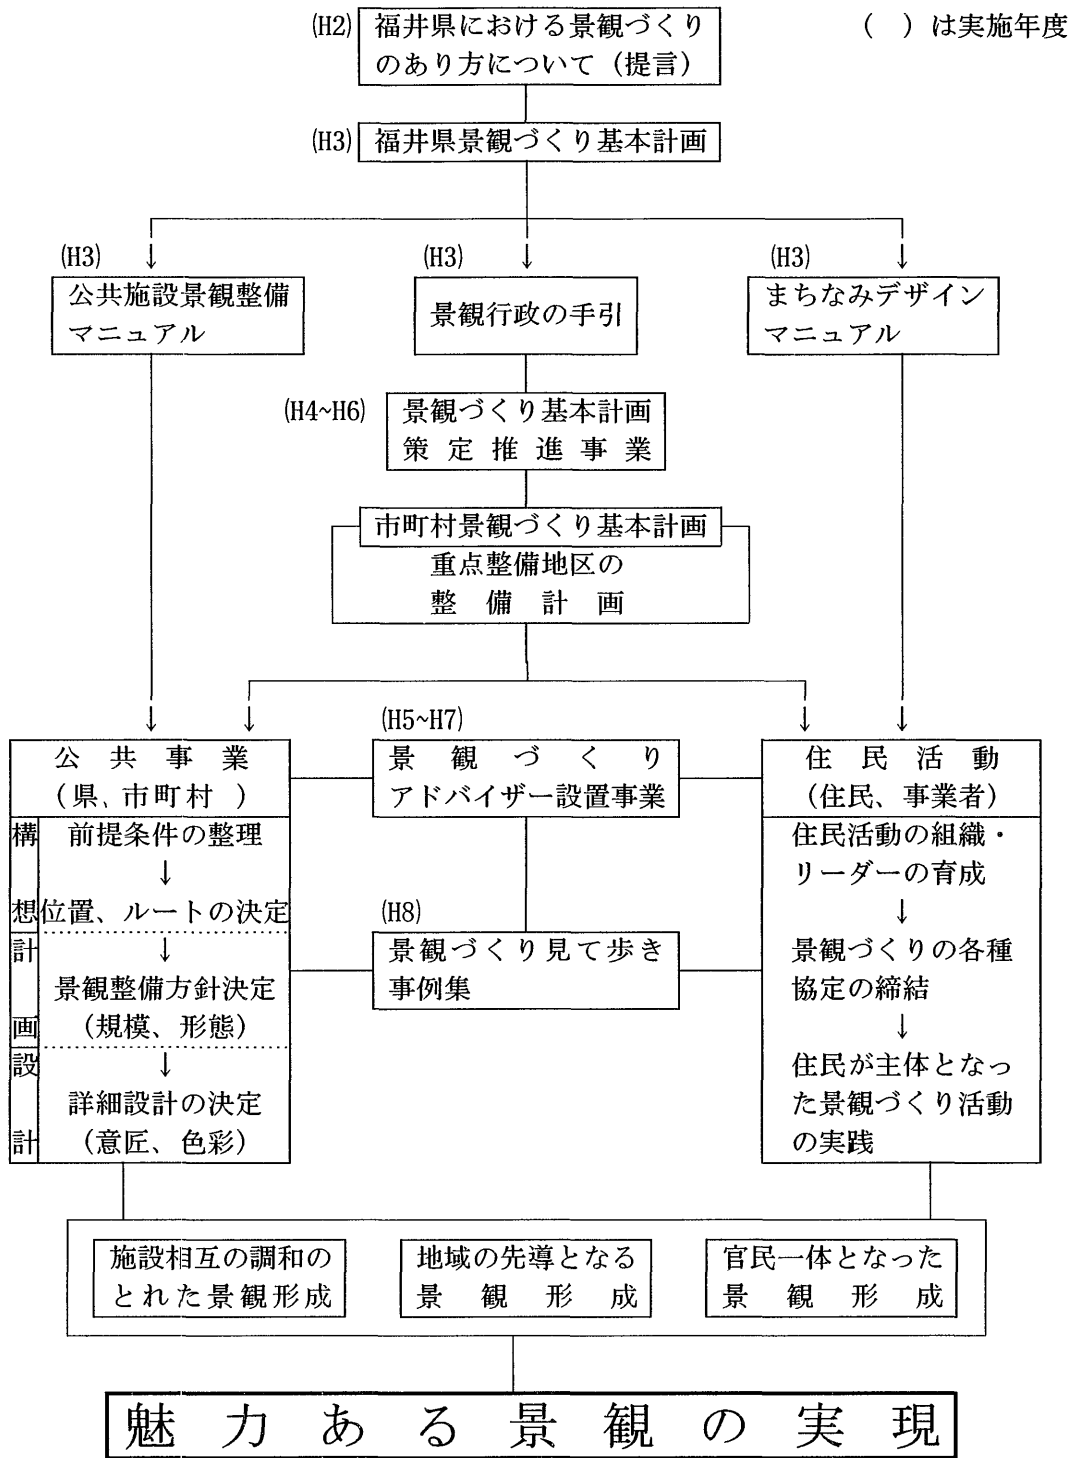 (H2) 福井県における景観づくり
のあり方について（提言）
（　）は実施年度
(H3) 福井県景観づくり基本計画
(H3)
公共施設景観整備
マニュアル
(H3)
景観行政の手引
(H3)
まちなみデザイン
マニュアル
(H4~H6) 景観づくり基本計画
策定推進事業
市町村景観づくり基本計画
重点整備地区の
整備計画
公共事業
（県、市町村）
構想
前提条件の整理
↓
位置、ルートの決定
計画
↓
景観整備方針決定
（規模、形態）
設計
↓
詳細設計の決定
（意匠、色彩）
(H5~H7)
景観づくり
アドバイザー設置事業
(H8)
景観づくり見て歩き
事例集
住民活動
（住民、事業者）
住民活動の組織・
リーダーの育成
↓
景観づくりの各種
協定の締結
↓
住民が主体となっ
た景観づくり活動
の実践
施設相互の調和の
とれた景観形成
地域の先導となる
景観形成
官民一体となった
景観形成
魅力ある景観の実現